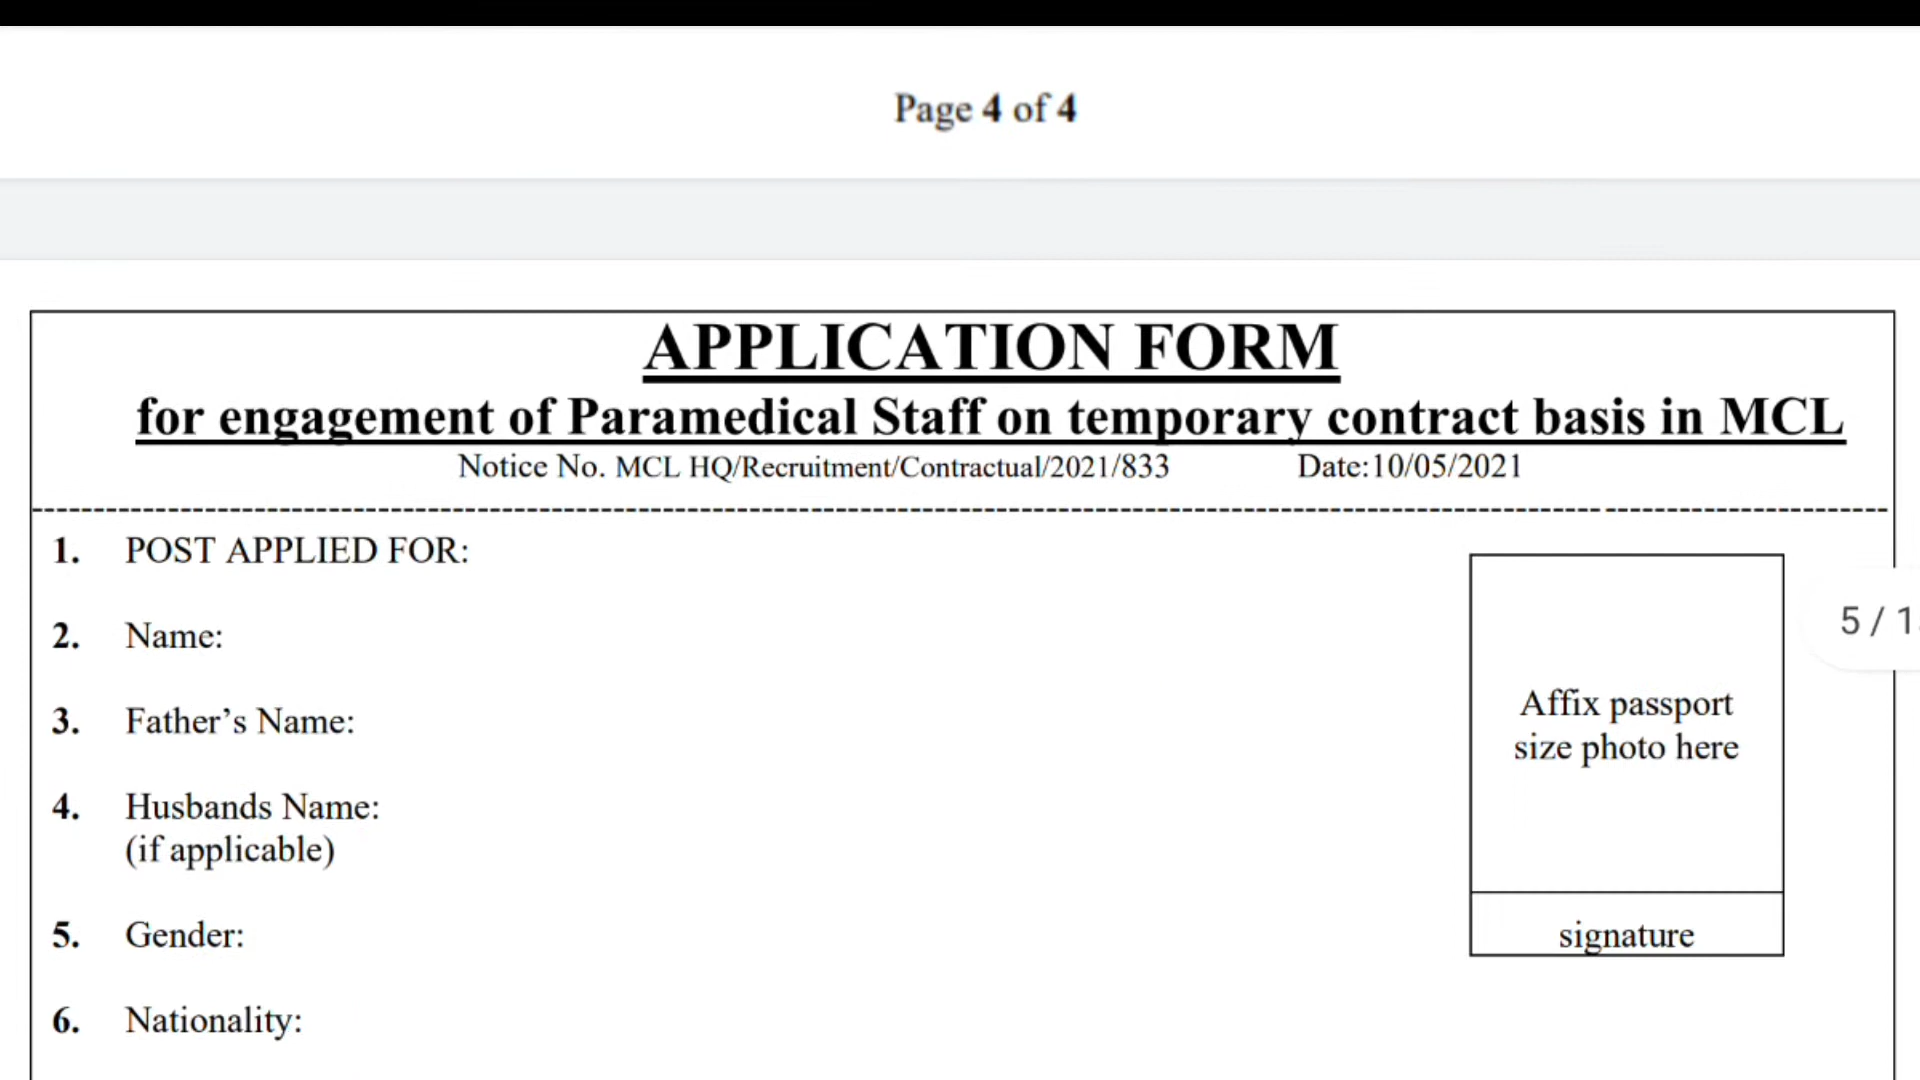 Page 4 of 4
APPLICATION FORM
for engagement of Paramedical Staff on temporary contract basis in MCL
Notice No. MCL HQ/Recruitment/Contractual/2021/833 Date:10/05/2021
1. POST APPLIED FOR:
2. Name:
3. Father’s Name:
4. Husbands Name:
(if applicable)
5. Gender:
6. Nationality:
Affix passport
size photo here
signature
5 / 1